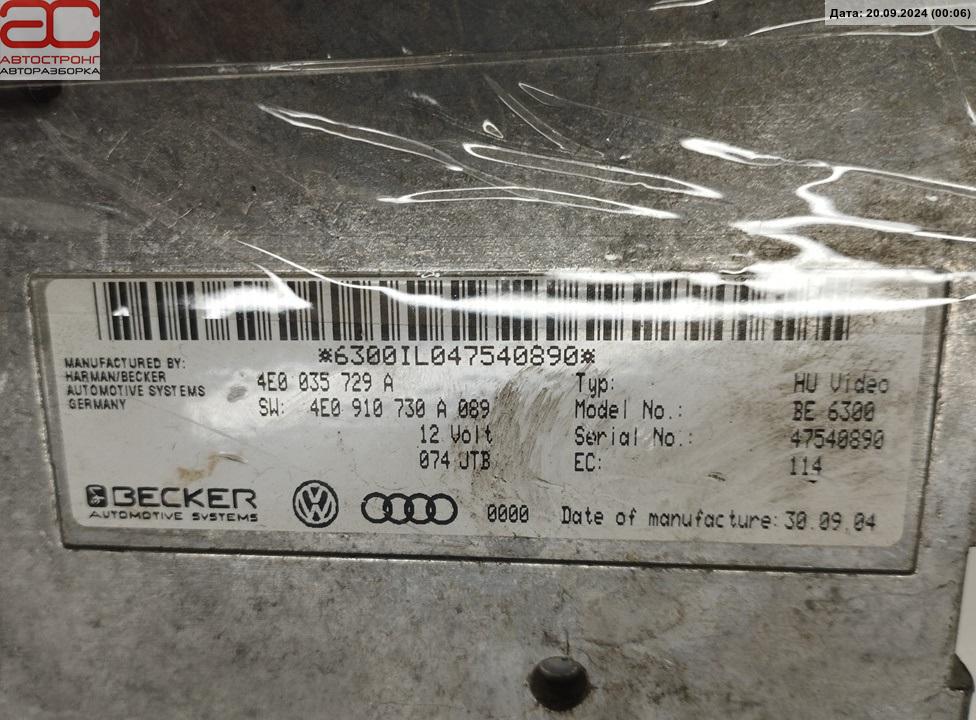 АС
АВТОСТРОНГ
АВТОРАЗБОРКА
Дата: 20.09.2024 (00:06)
*6300IL047540890*
MANUFACTURED BY:
HARMAN/BECKER
AUTOMOTIVE SYSTEMS
GERMANY
4E0 035 729 A
SW: 4E0 910 730 A 089
12 Volt
074 JTB
Typ: HU Video
Model No.: BE 6300
Serial No.: 47540890
EC: 114
BECKER
AUTOMOTIVE SYSTEMS
VW
0000
Date of manufacture: 30.09.04